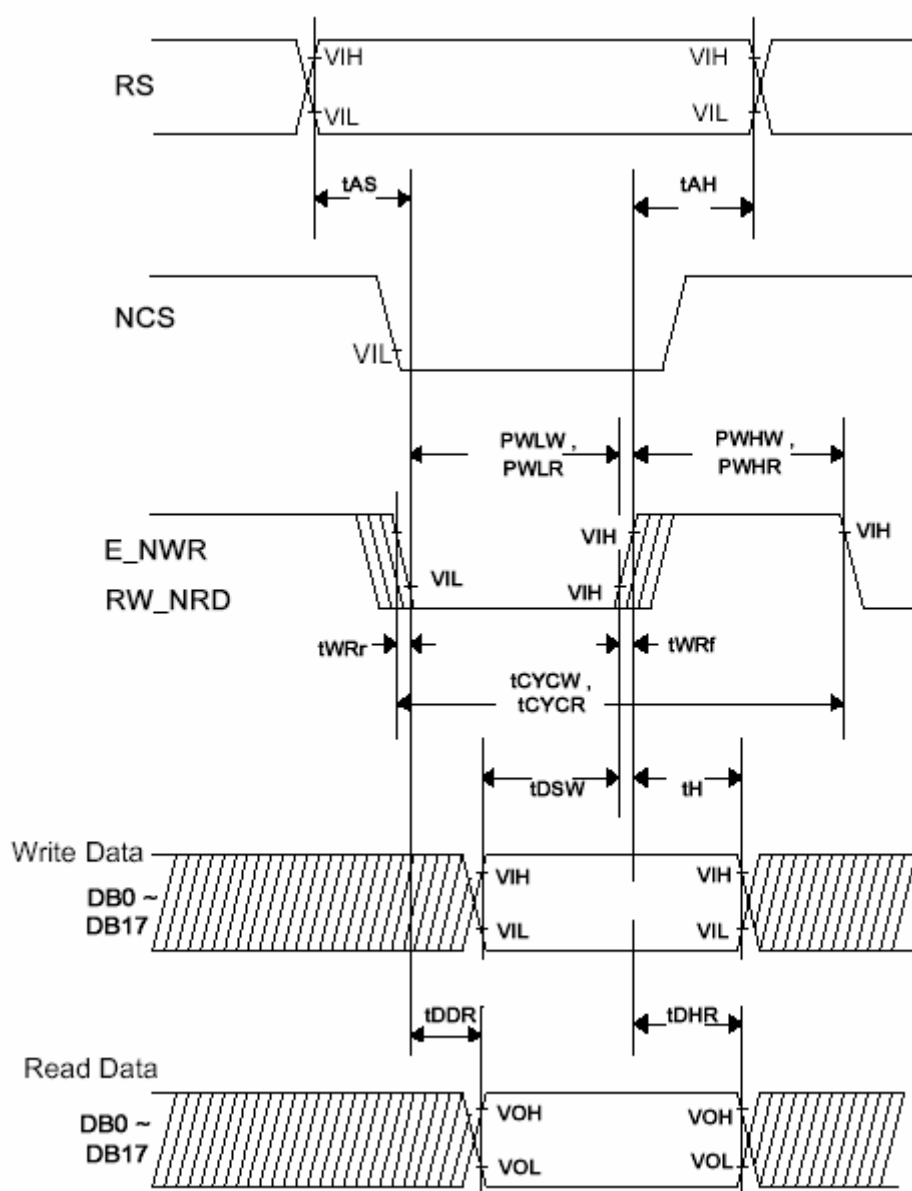 VIH VIH
RS
VIL VIL
tAS tAH
NCS
VIL
PWLW , PWHW ,
PWLR PWHR
E_NWR VIH VIH
RW_NRD VIL VIH
tWRr tWRf
tCYCW ,
tCYCR
tDSW tH
Write Data
DB0 ~ VIH VIH
DB17 VIL VIL
tDDR tDHR
Read Data
DB0 ~ VOH VOH
DB17 VOL VOL